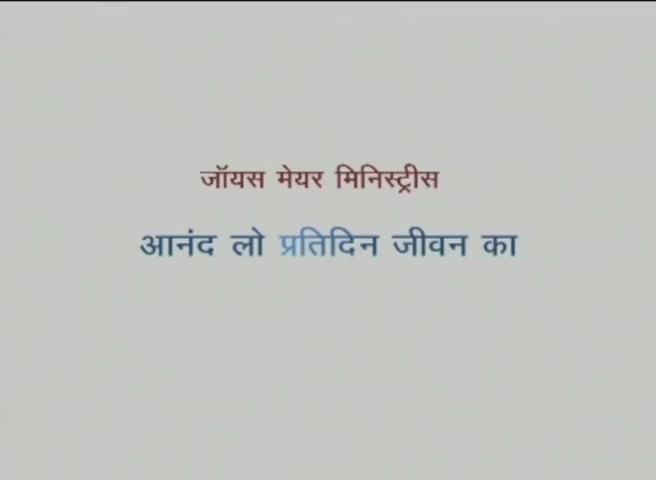 जॉयस मेयर मिनिस्ट्रीस
आनंद लो प्रतिदिन जीवन का